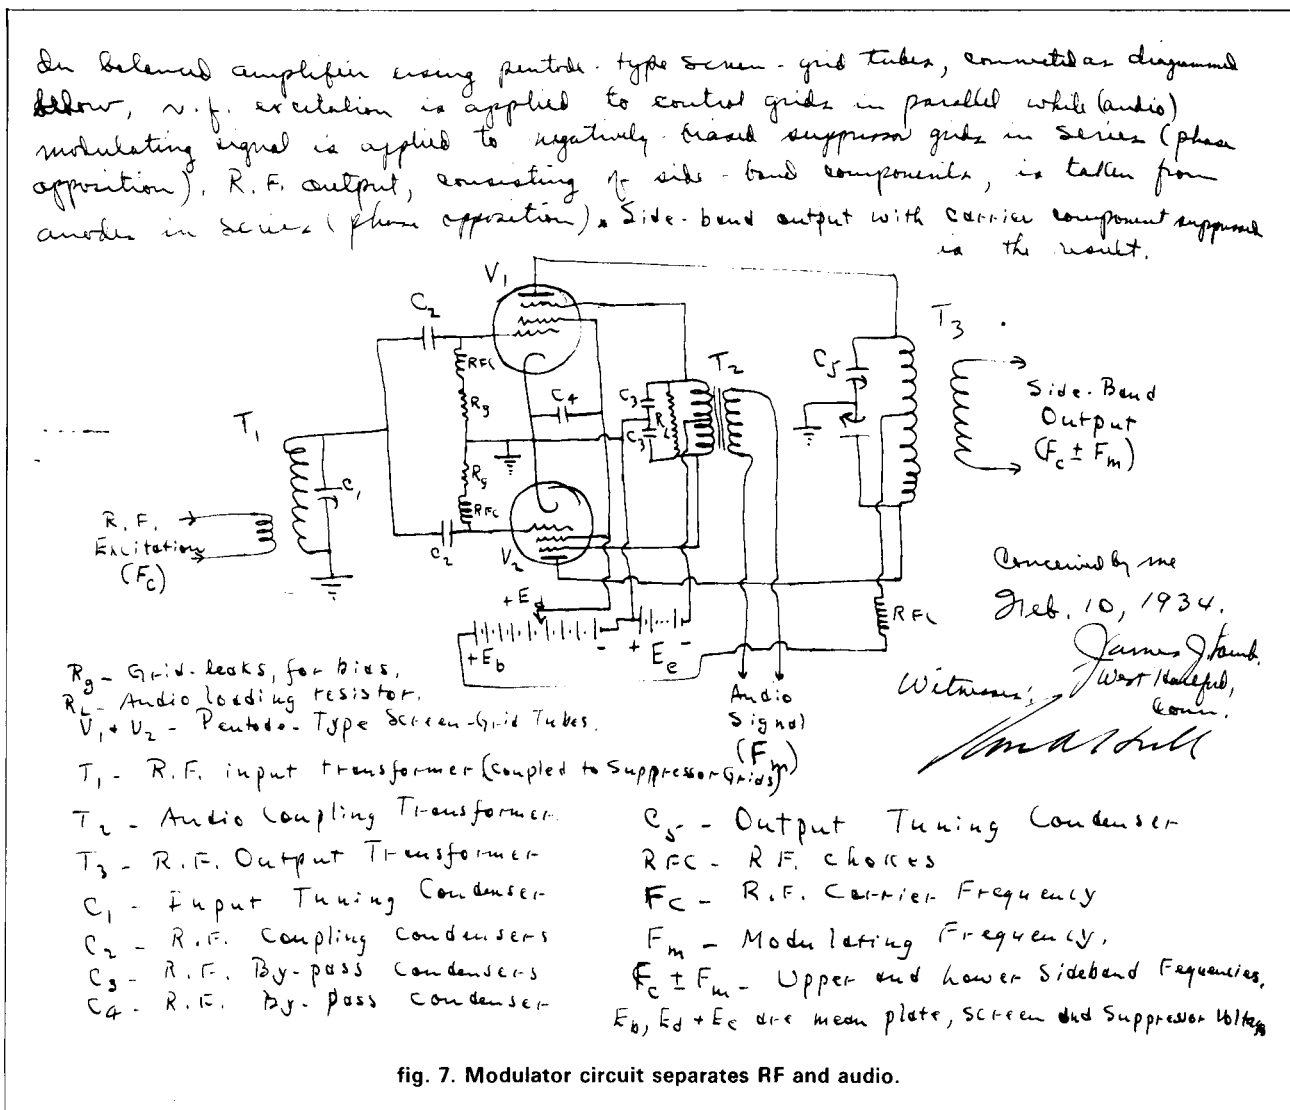 In balanced amplifier using pentode-type screen-grid tubes, connected as diagrammed
below, r.f. excitation is applied to control grids in parallel while (audio)
modulating signal is applied to negatively-biased suppressor grids in series (phase
opposition). R.F. output, consisting of side-band components, is taken from
anodes in series (phase opposition). Side-band output with carrier component suppressed
is the result.
V1
C2
RFC
Rg
C4
C3
RL
C3
T2
C5
T3
Side-Band
Output
(Fc ± Fm)
T1
C1
R.F.
Excitation
(Fc)
Rg
RFC
C2
V2
+Ed
+Eb
-
+ Ec -
RFC
Audio
Signal
(Fm)
Conceived by me
Feb. 10, 1934.
James J. Lamb.
West Hartford,
Conn.
Witness:
Rg - Grid-leaks, for bias.
RL - Audio loading resistor.
V1 + V2 - Pentode-Type Screen-Grid Tubes.
T1 - R.F. input transformer (coupled to Suppressor Grids)
T2 - Audio Coupling Transformer
T3 - R.F. Output Transformer
C1 - Input Tuning Condenser
C2 - R.F. Coupling Condensers
C3 - R.F. By-pass Condensers
C4 - R.F. By-pass Condenser
C5 - Output Tuning Condenser
RFC - R.F. chokes
Fc - R.F. Carrier Frequency
Fm - Modulating Frequency.
Fc ± Fm - Upper and Lower Sideband Fequencies.
Eb, Ed + Ec are mean plate, screen and suppressor voltages
fig. 7. Modulator circuit separates RF and audio.